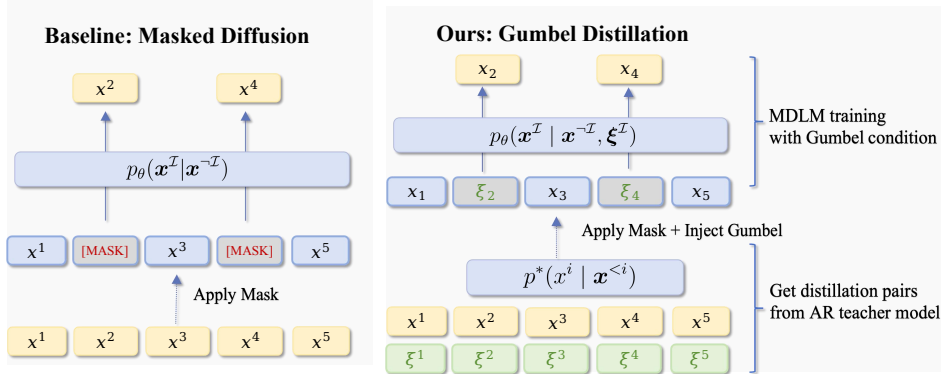 Baseline: Masked Diffusion
x² x⁴
p_θ(x^ℐ|x^¬ℐ)
x¹ [MASK] x³ [MASK] x⁵
Apply Mask
x¹ x² x³ x⁴ x⁵
Ours: Gumbel Distillation
x₂ x₄
p_θ(x^ℐ | x^¬ℐ, ξ^ℐ)
x₁ ξ₂ x₃ ξ₄ x₅
Apply Mask + Inject Gumbel
p*(xⁱ | x^<i)
x¹ x² x³ x⁴ x⁵
ξ¹ ξ² ξ³ ξ⁴ ξ⁵
MDLM training
with Gumbel condition
Get distillation pairs
from AR teacher model